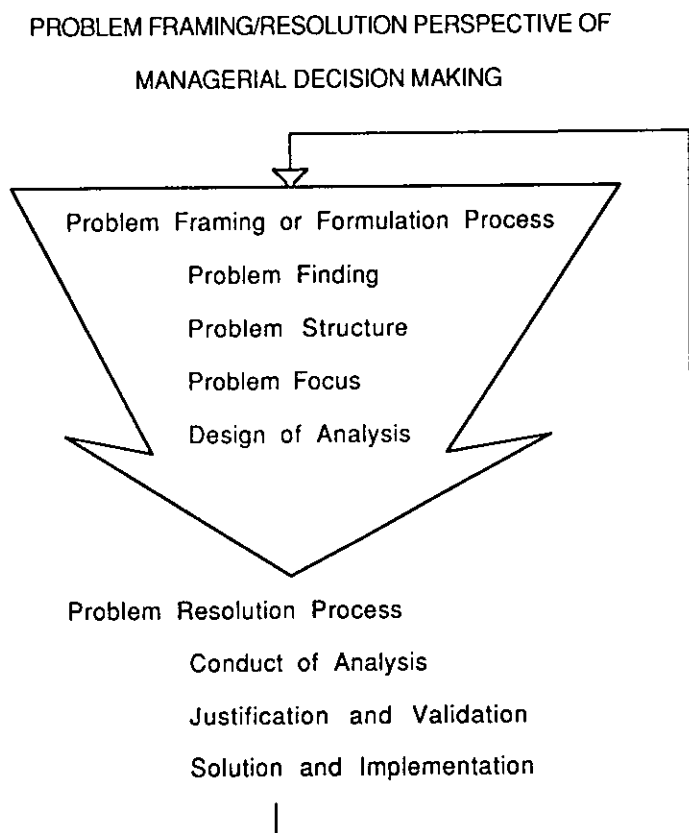 PROBLEM FRAMING/RESOLUTION PERSPECTIVE OF
MANAGERIAL DECISION MAKING
Problem Framing or Formulation Process
Problem Finding
Problem Structure
Problem Focus
Design of Analysis
Problem Resolution Process
Conduct of Analysis
Justification and Validation
Solution and Implementation